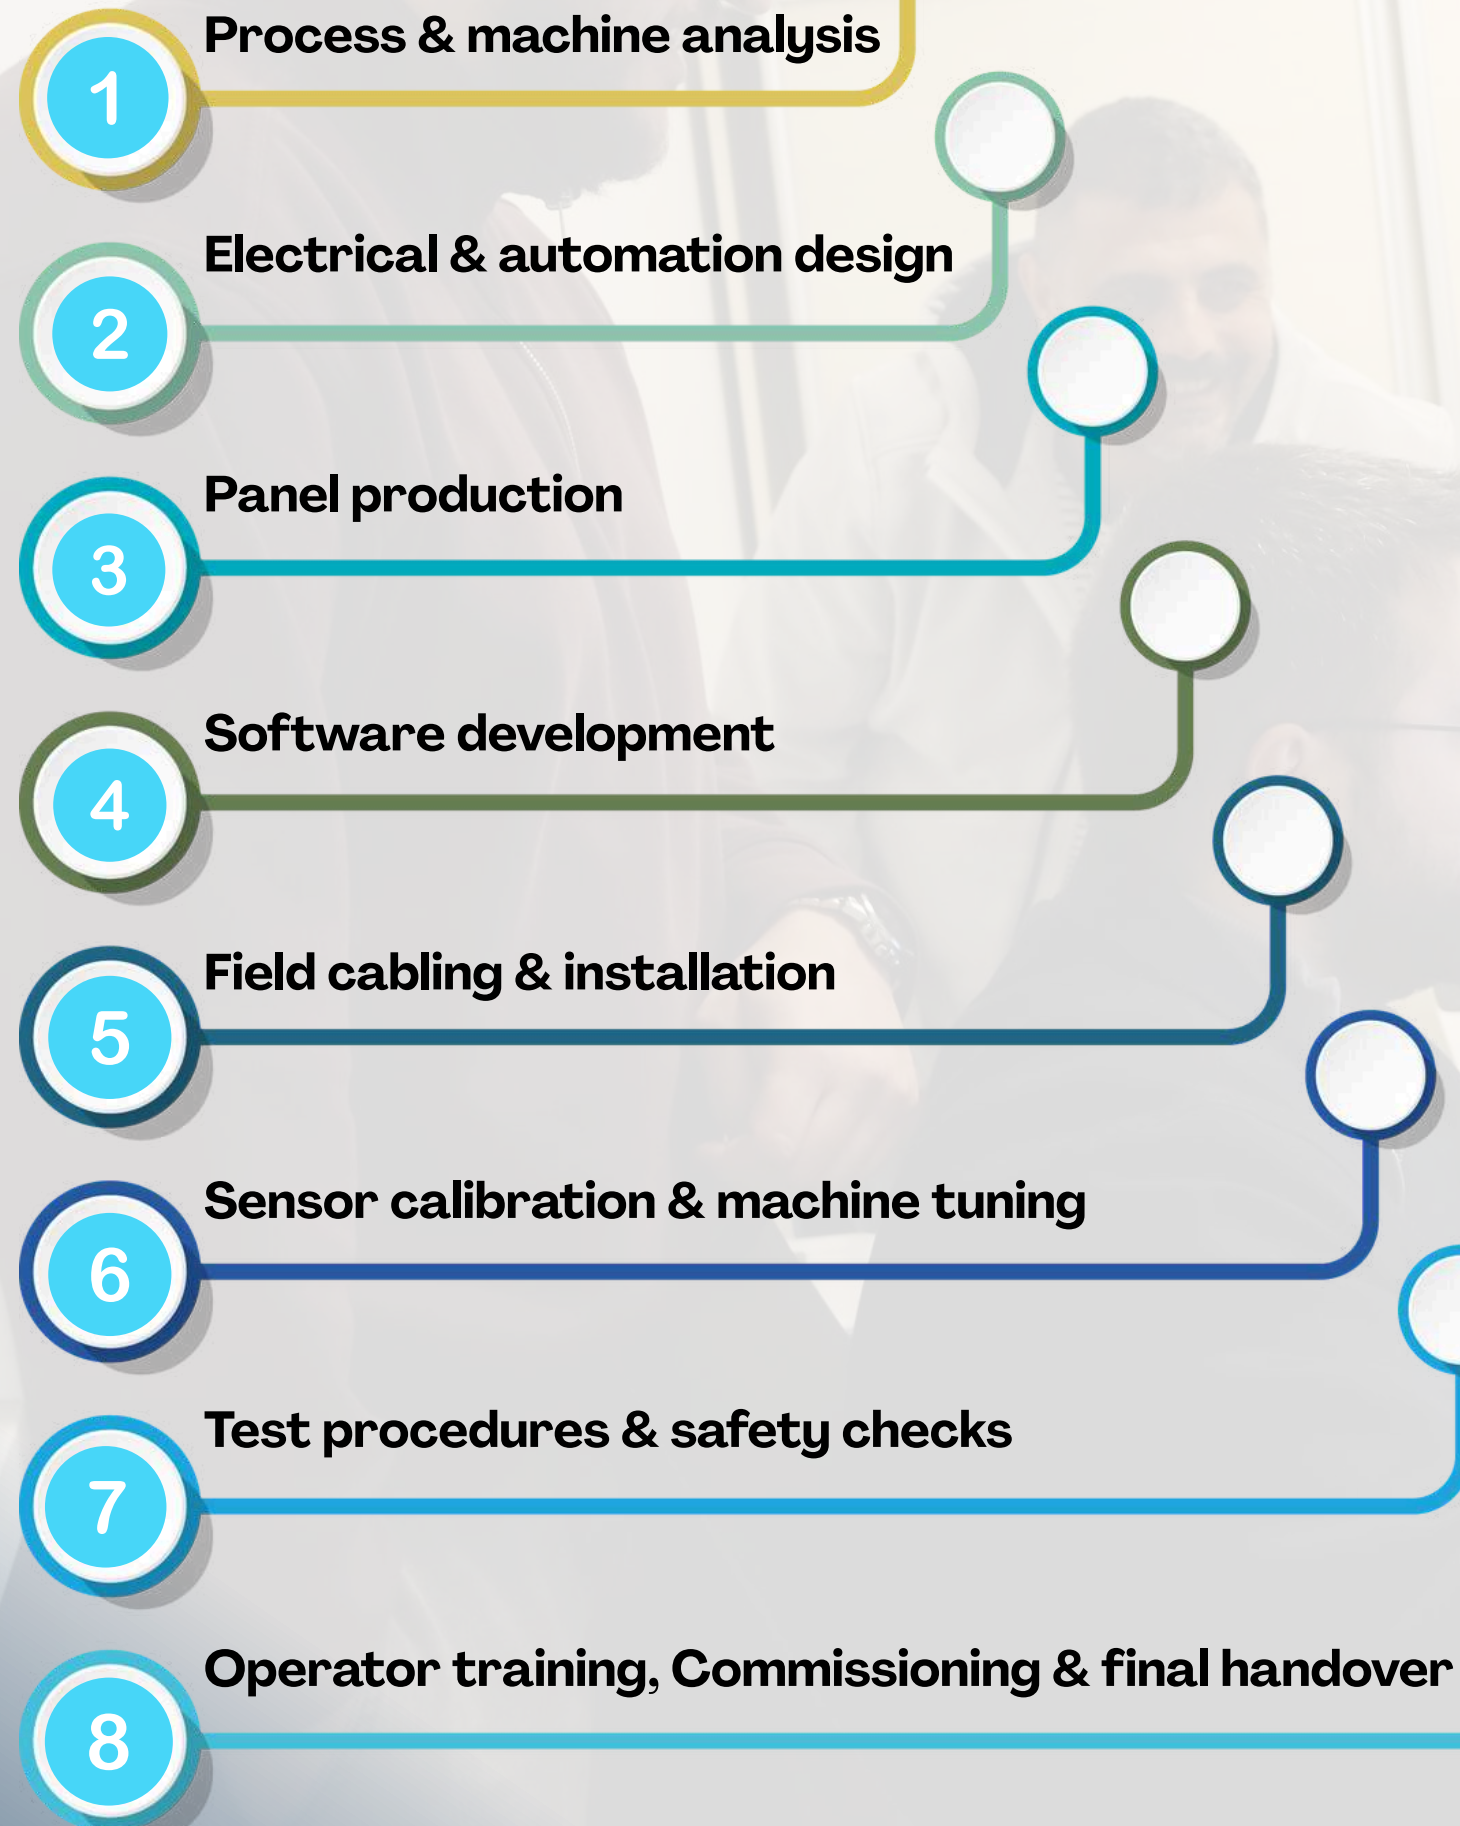 Process & machine analysis
1
Electrical & automation design
2
Panel production
3
Software development
4
Field cabling & installation
5
Sensor calibration & machine tuning
6
Test procedures & safety checks
7
Operator training, Commissioning & final handover
8